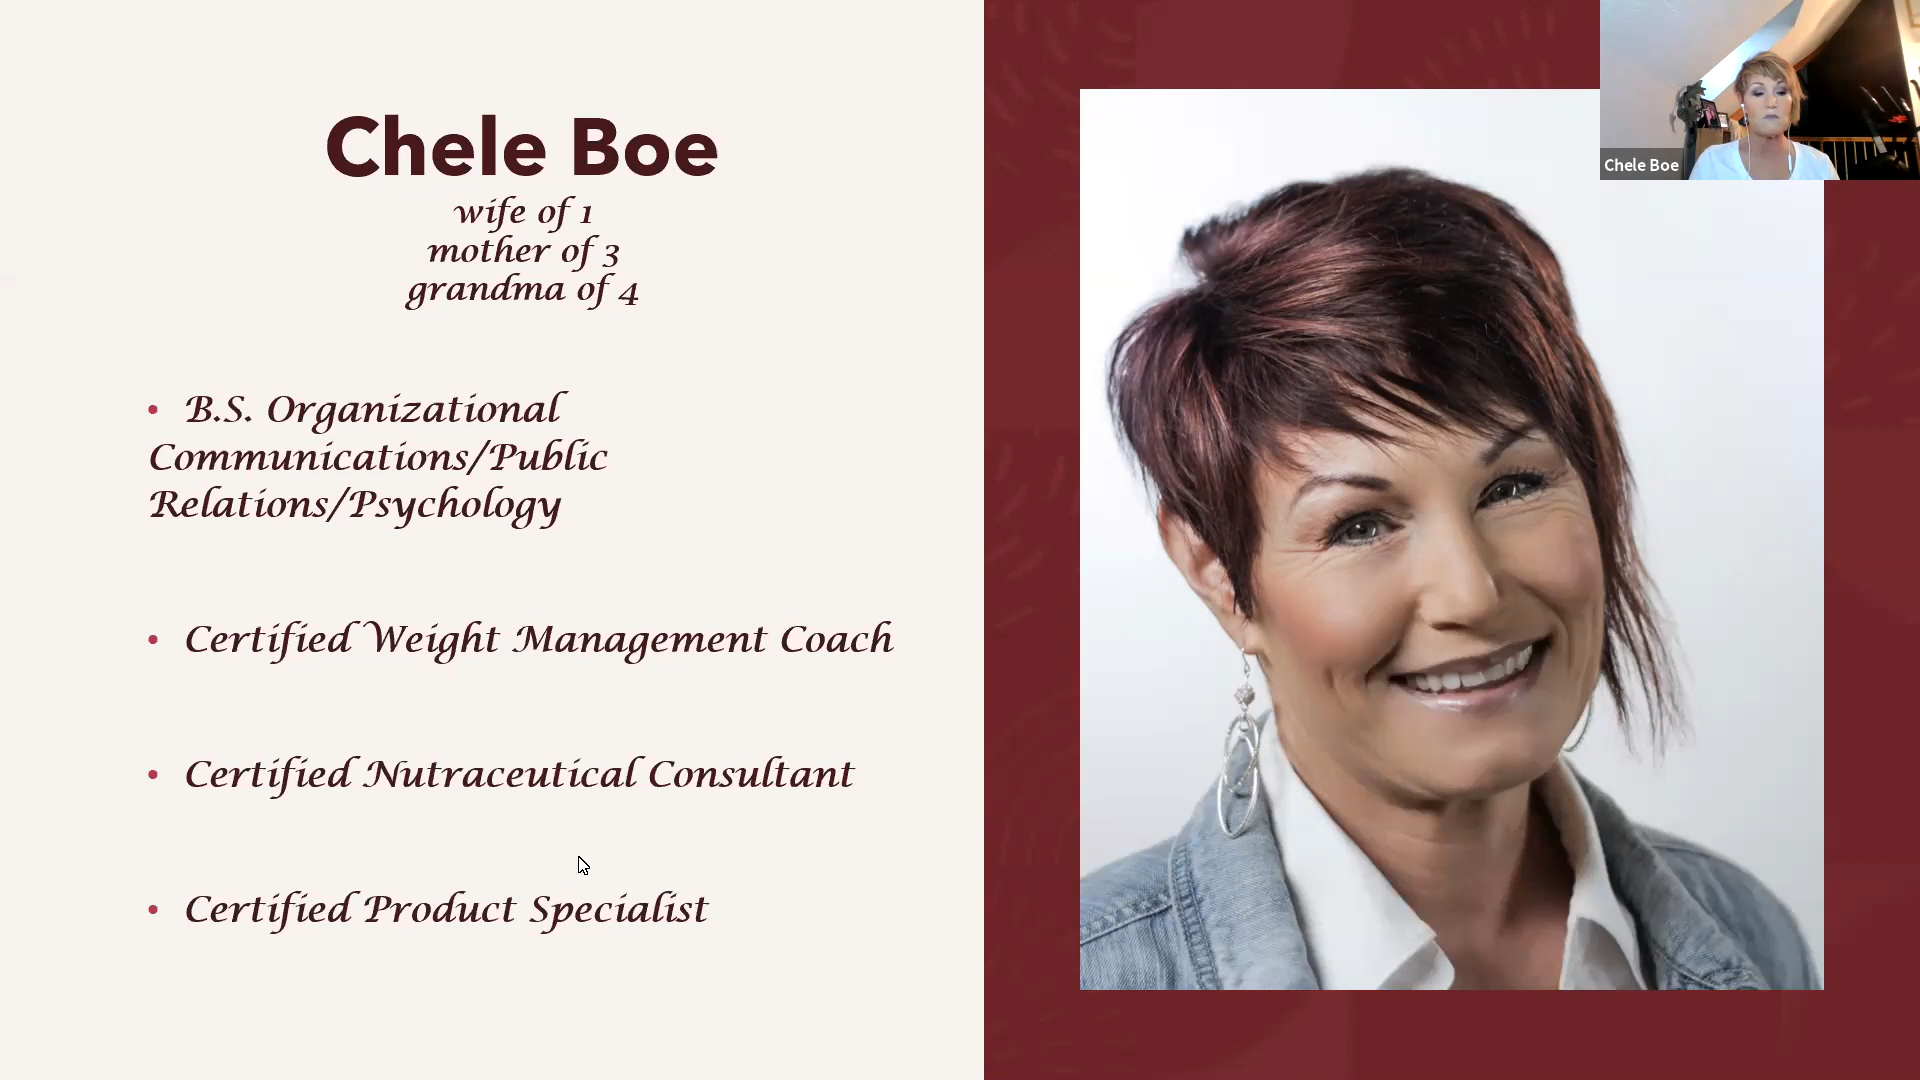 Chele Boe
wife of 1
mother of 3
grandma of 4
• B.S. Organizational
Communications/Public
Relations/Psychology
• Certified Weight Management Coach
• Certified Nutraceutical Consultant
• Certified Product Specialist
Chele Boe